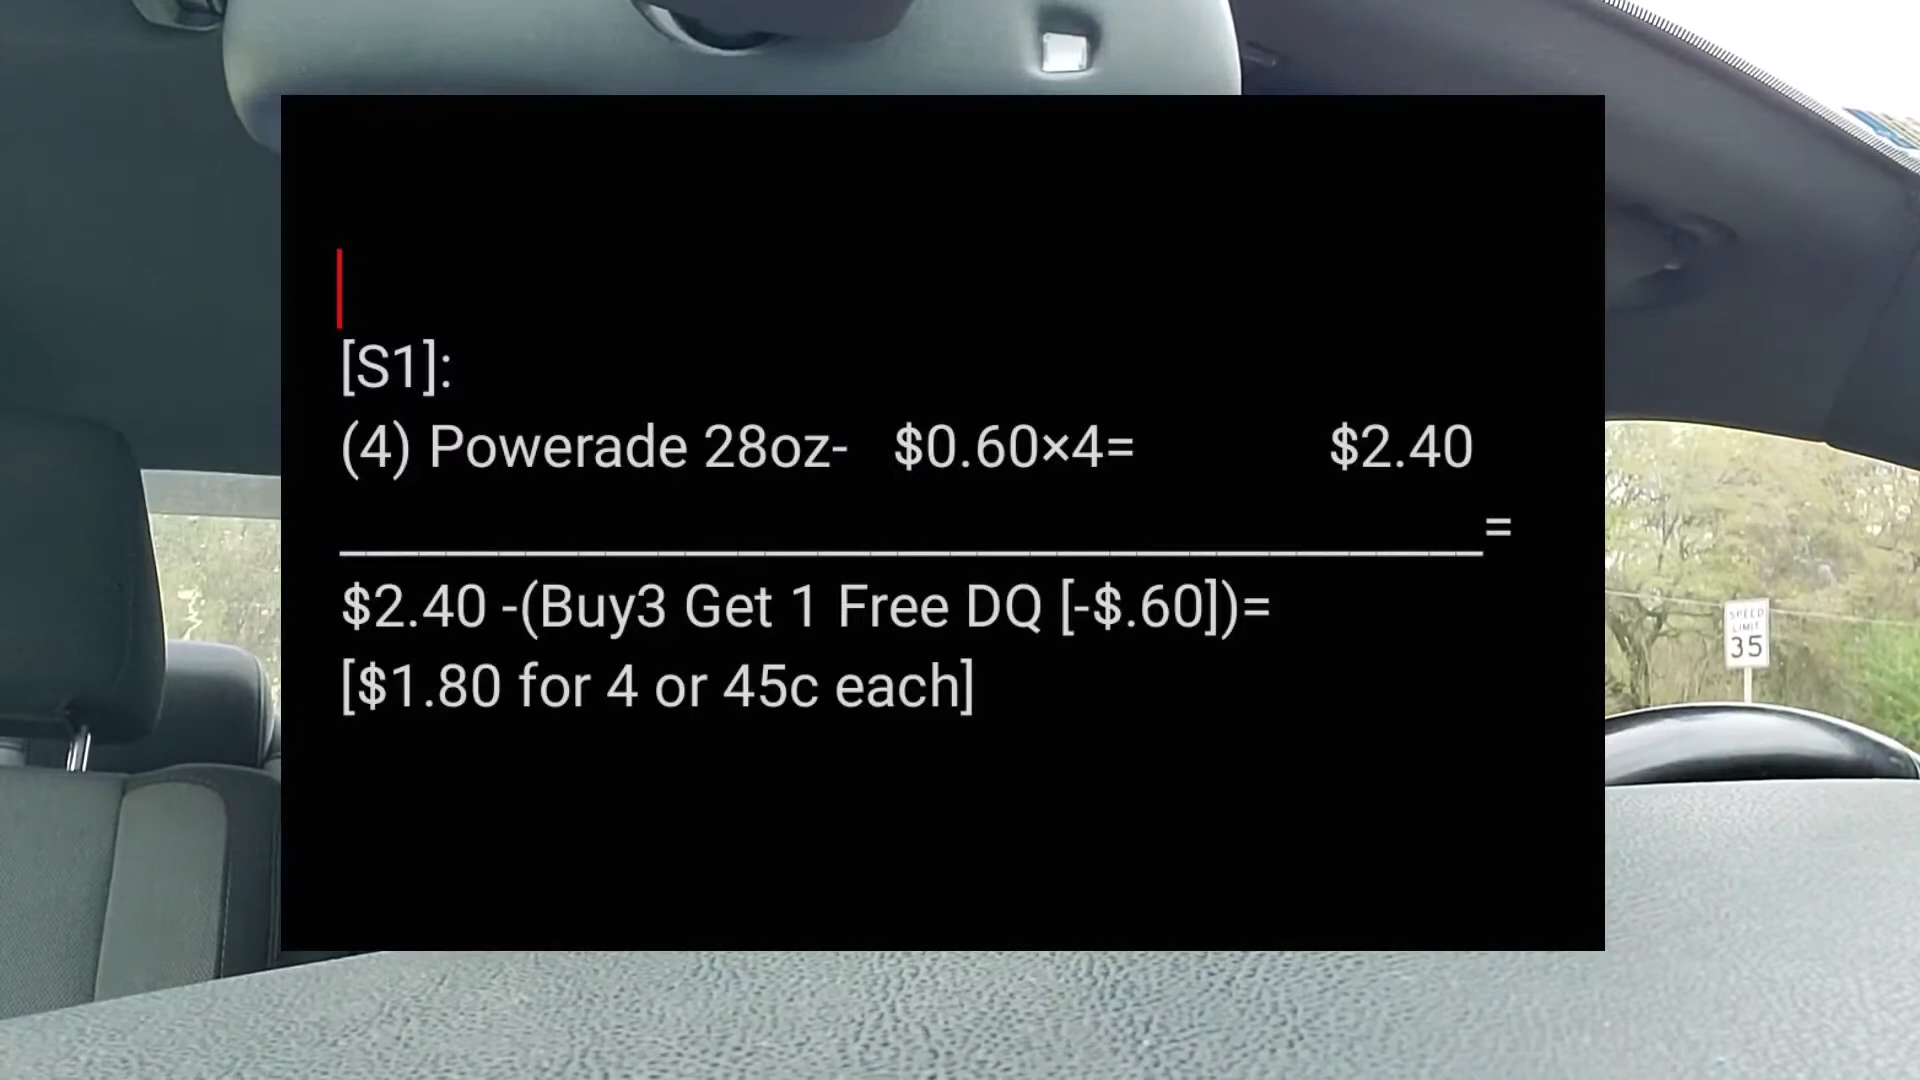 [S1]:
(4) Powerade 28oz- $0.60×4= $2.40
___________________________________________=
$2.40 -(Buy3 Get 1 Free DQ [-$.60])=
[$1.80 for 4 or 45c each]
SPEED
LIMIT
35